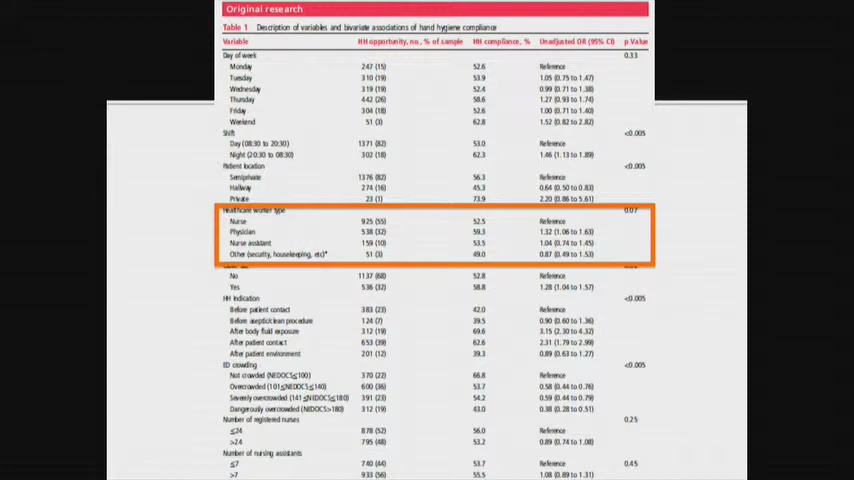 Original research
Table 1 Description of variables and bivariate associations of hand hygiene compliance
Variable HH opportunity, no., % of sample HH compliance, % Unadjusted OR (95% CI) p Value
Day of week 0.33
Monday 247 (15) 52.6 Reference
Tuesday 310 (19) 53.9 1.05 (0.75 to 1.47)
Wednesday 319 (19) 52.4 0.99 (0.71 to 1.38)
Thursday 442 (26) 58.6 1.27 (0.93 to 1.74)
Friday 304 (18) 52.6 1.00 (0.71 to 1.40)
Weekend 51 (3) 62.8 1.52 (0.82 to 2.82)
Shift <0.005
Day (08:30 to 20:30) 1371 (82) 53.0 Reference
Night (20:30 to 08:30) 302 (18) 62.3 1.46 (1.13 to 1.89)
Patient location <0.005
Semiprivate 1376 (82) 56.3 Reference
Hallway 274 (16) 45.3 0.64 (0.50 to 0.83)
Private 23 (1) 73.9 2.20 (0.86 to 5.61)
Healthcare worker type 0.07
Nurse 925 (55) 52.5 Reference
Physician 538 (32) 59.3 1.32 (1.06 to 1.63)
Nurse assistant 159 (10) 53.5 1.04 (0.74 to 1.45)
Other (security, housekeeping, etc)* 51 (3) 49.0 0.87 (0.49 to 1.53)
No 1137 (68) 52.8 Reference
Yes 536 (32) 58.8 1.28 (1.04 to 1.57)
HH indication <0.005
Before patient contact 383 (23) 42.0 Reference
Before aseptic/clean procedure 124 (7) 39.5 0.90 (0.60 to 1.36)
After body fluid exposure 312 (19) 69.6 3.15 (2.30 to 4.32)
After patient contact 653 (39) 62.6 2.31 (1.79 to 2.99)
After patient environment 201 (12) 39.3 0.89 (0.63 to 1.27)
ED crowding <0.005
Not crowded (NEDOCS≤100) 370 (22) 66.8 Reference
Overcrowded (101≤NEDOCS≤140) 600 (36) 53.7 0.58 (0.44 to 0.76)
Severely overcrowded (141≤NEDOCS≤180) 391 (23) 54.2 0.59 (0.44 to 0.79)
Dangerously overcrowded (NEDOCS>180) 312 (19) 43.0 0.38 (0.28 to 0.51)
Number of registered nurses 0.25
≤24 878 (52) 56.0 Reference
>24 795 (48) 53.2 0.89 (0.74 to 1.08)
Number of nursing assistants
≤7 740 (44) 53.7 Reference 0.45
>7 933 (56) 55.5 1.08 (0.89 to 1.31)